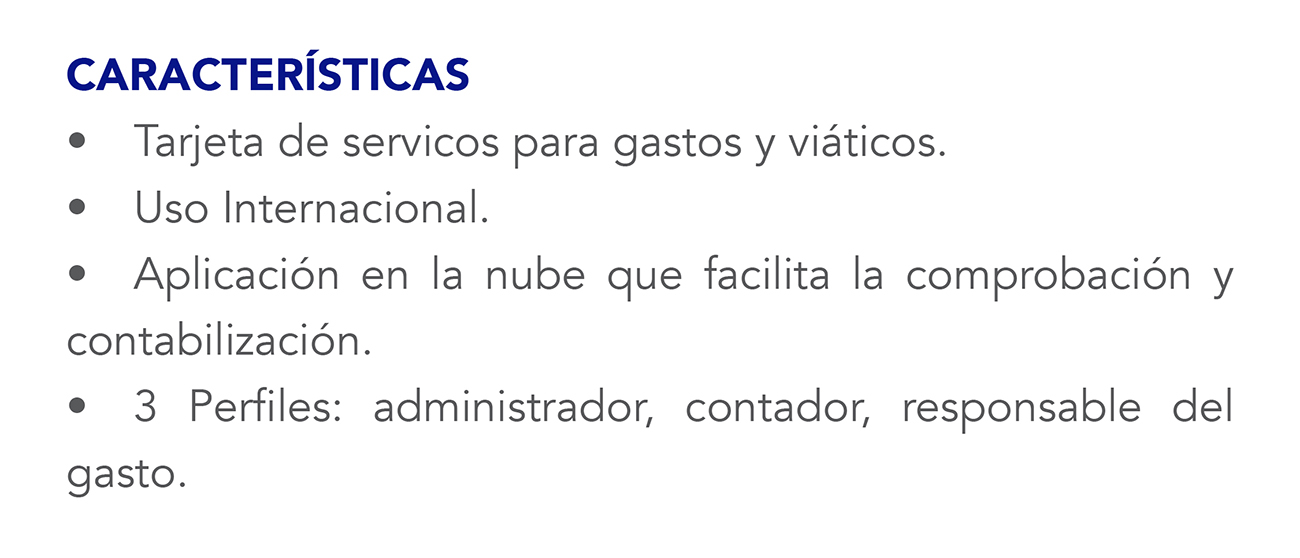 CARACTERÍSTICAS
• Tarjeta de servicos para gastos y viáticos.
• Uso Internacional.
• Aplicación en la nube que facilita la comprobación y
contabilización.
• 3 Perfiles: administrador, contador, responsable del
gasto.